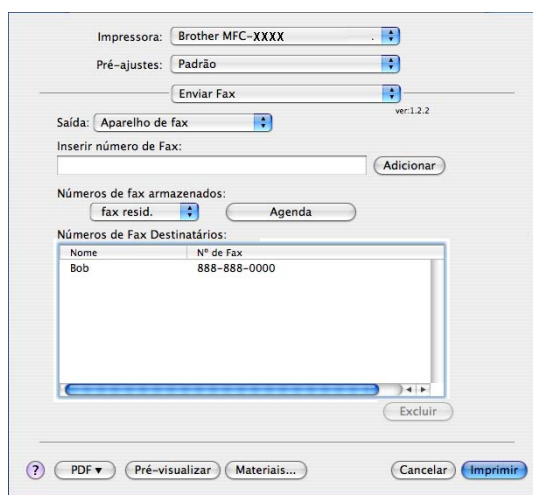 Impressora: Brother MFC-XXXX .
Pré-ajustes: Padrão
Enviar Fax
ver:1.2.2
Saída: Aparelho de fax
Inserir número de Fax:
Adicionar
Números de fax armazenados:
fax resid. Agenda
Números de Fax Destinatários:
Nome Nº de Fax
Bob 888-888-0000
Excluir
? PDF ▼ Pré-visualizar Materiais... Cancelar Imprimir